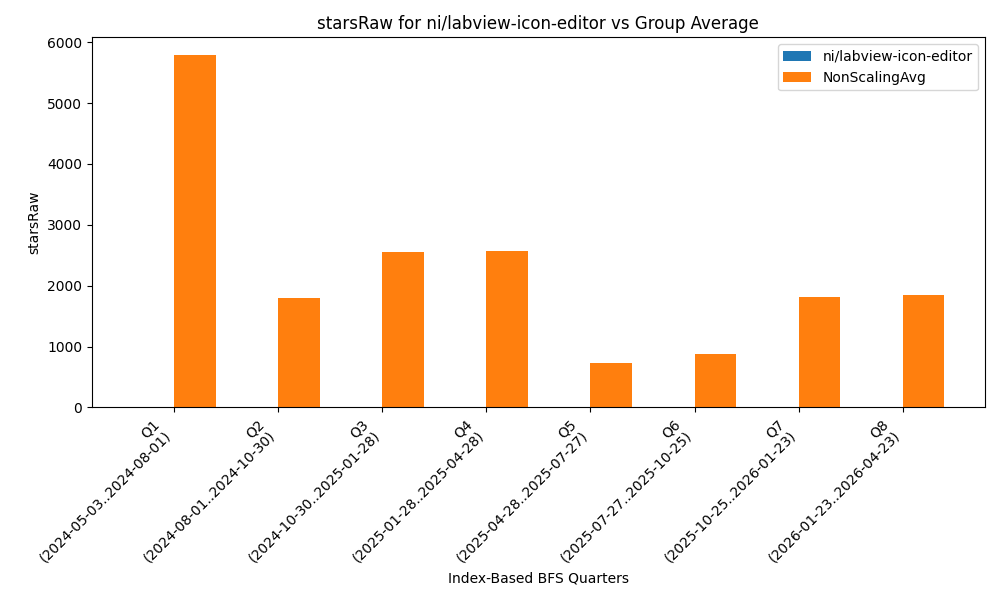 starsRaw for ni/labview-icon-editor vs Group Average
ni/labview-icon-editor
NonScalingAvg
starsRaw
6000
5000
4000
3000
2000
1000
0
Q1
(2024-05-03..2024-08-01)
Q2
(2024-08-01..2024-10-30)
Q3
(2024-10-30..2025-01-28)
Q4
(2025-01-28..2025-04-28)
Q5
(2025-04-28..2025-07-27)
Q6
(2025-07-27..2025-10-25)
Q7
(2025-10-25..2026-01-23)
Q8
(2026-01-23..2026-04-23)
Index-Based BFS Quarters